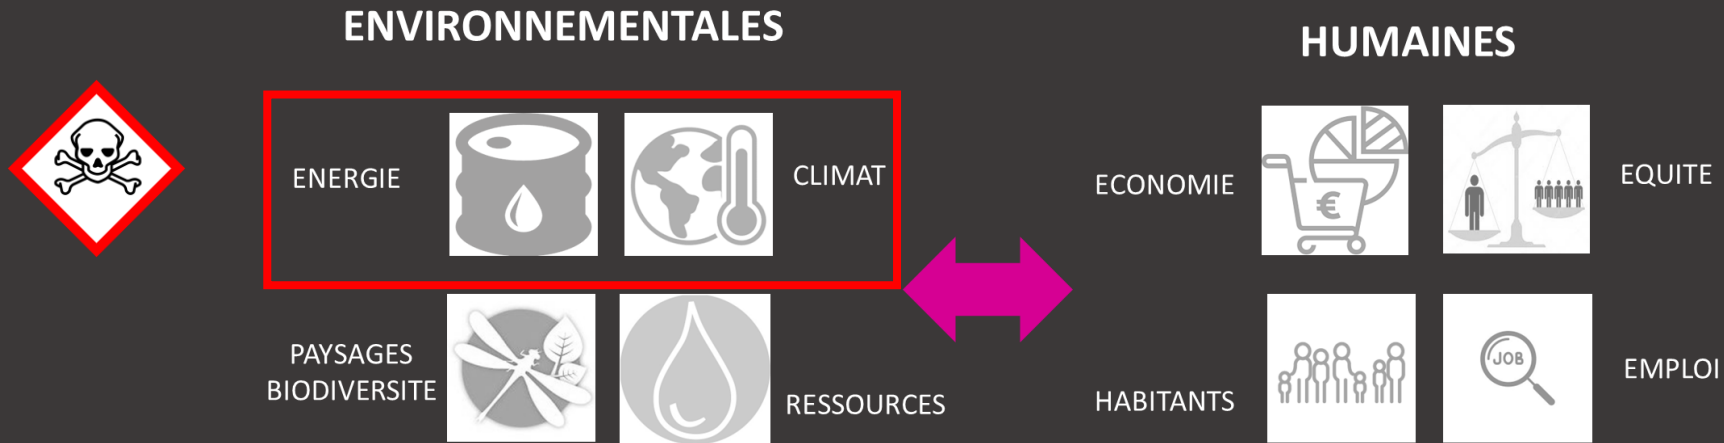 ENVIRONNEMENTALES
HUMAINES
ENERGIE
CLIMAT
ECONOMIE
€
EQUITE
PAYSAGES
BIODIVERSITE
RESSOURCES
HABITANTS
JOB
EMPLOI